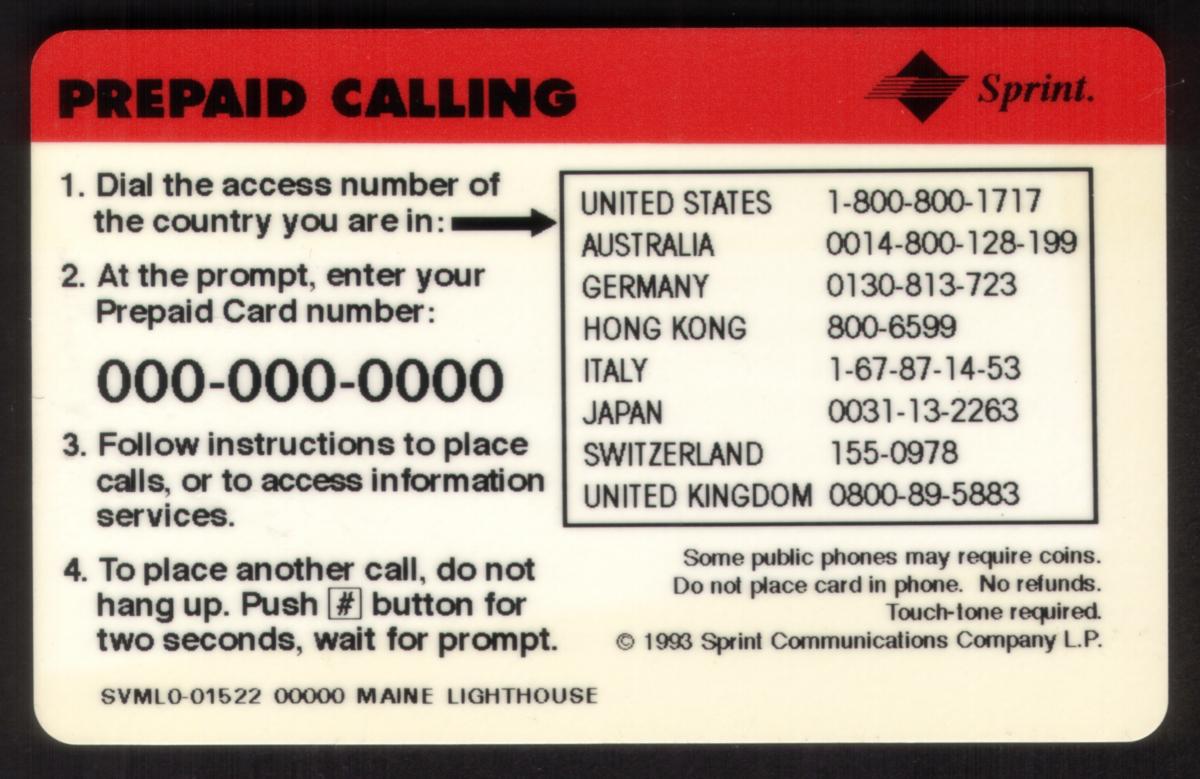 PREPAID CALLING
Sprint.
1. Dial the access number of
the country you are in:
2. At the prompt, enter your
Prepaid Card number:
000-000-0000
3. Follow instructions to place
calls, or to access information
services.
4. To place another call, do not
hang up. Push # button for
two seconds, wait for prompt.
SVML0-01522 00000 MAINE LIGHTHOUSE
UNITED STATES 1-800-800-1717
AUSTRALIA 0014-800-128-199
GERMANY 0130-813-723
HONG KONG 800-6599
ITALY 1-67-87-14-53
JAPAN 0031-13-2263
SWITZERLAND 155-0978
UNITED KINGDOM 0800-89-5883
Some public phones may require coins.
Do not place card in phone. No refunds.
Touch-tone required.
© 1993 Sprint Communications Company L.P.